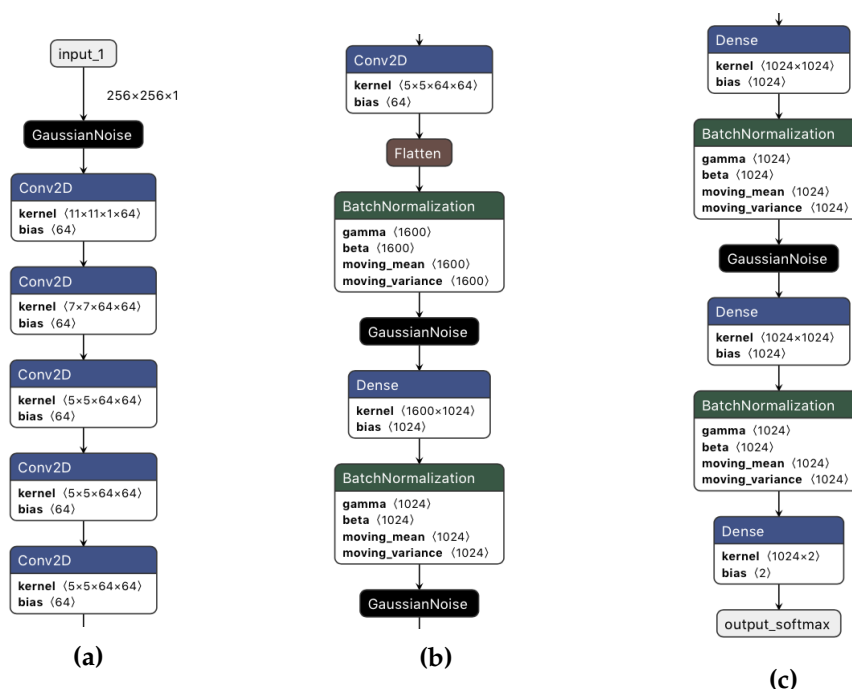 input_1
256×256×1
GaussianNoise
Conv2D
kernel ⟨11×11×1×64⟩
bias ⟨64⟩
Conv2D
kernel ⟨7×7×64×64⟩
bias ⟨64⟩
Conv2D
kernel ⟨5×5×64×64⟩
bias ⟨64⟩
Conv2D
kernel ⟨5×5×64×64⟩
bias ⟨64⟩
Conv2D
kernel ⟨5×5×64×64⟩
bias ⟨64⟩
(a)
Conv2D
kernel ⟨5×5×64×64⟩
bias ⟨64⟩
Flatten
BatchNormalization
gamma ⟨1600⟩
beta ⟨1600⟩
moving_mean ⟨1600⟩
moving_variance ⟨1600⟩
GaussianNoise
Dense
kernel ⟨1600×1024⟩
bias ⟨1024⟩
BatchNormalization
gamma ⟨1024⟩
beta ⟨1024⟩
moving_mean ⟨1024⟩
moving_variance ⟨1024⟩
GaussianNoise
(b)
Dense
kernel ⟨1024×1024⟩
bias ⟨1024⟩
BatchNormalization
gamma ⟨1024⟩
beta ⟨1024⟩
moving_mean ⟨1024⟩
moving_variance ⟨1024⟩
GaussianNoise
Dense
kernel ⟨1024×1024⟩
bias ⟨1024⟩
BatchNormalization
gamma ⟨1024⟩
beta ⟨1024⟩
moving_mean ⟨1024⟩
moving_variance ⟨1024⟩
Dense
kernel ⟨1024×2⟩
bias ⟨2⟩
output_softmax
(c)